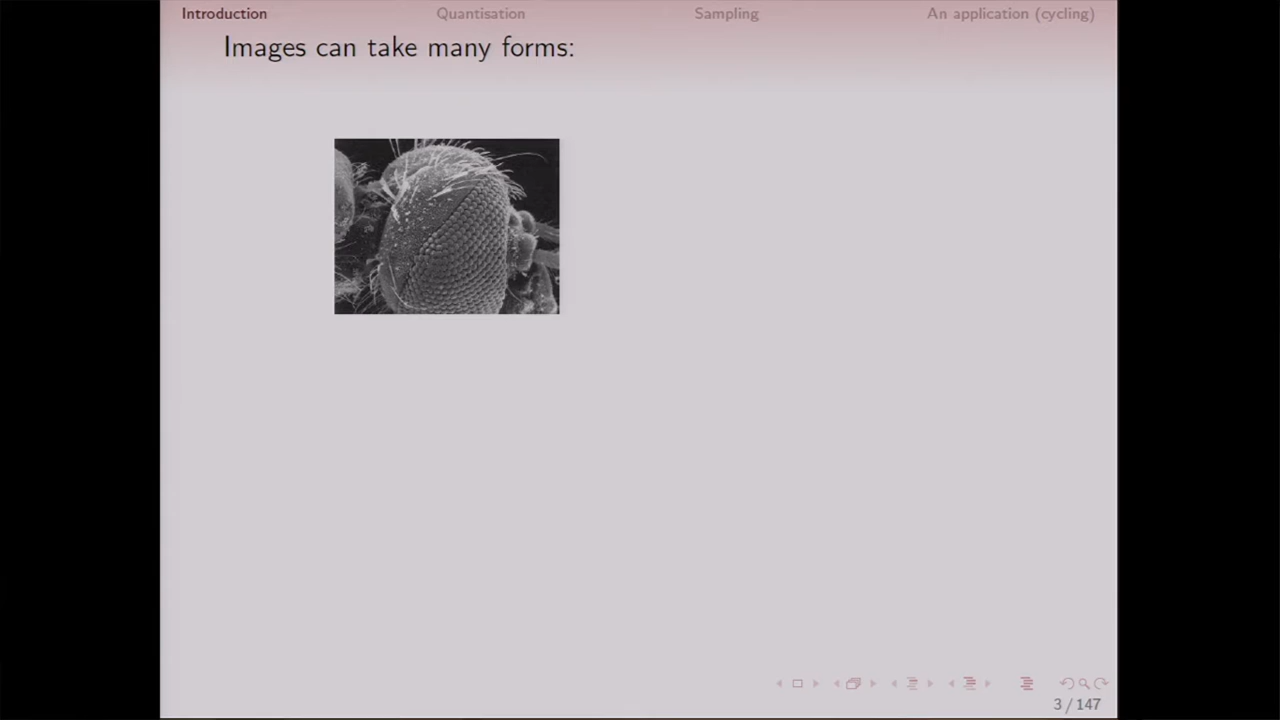 Introduction
Quantisation
Sampling
An application (cycling)
Images can take many forms:
3 / 147